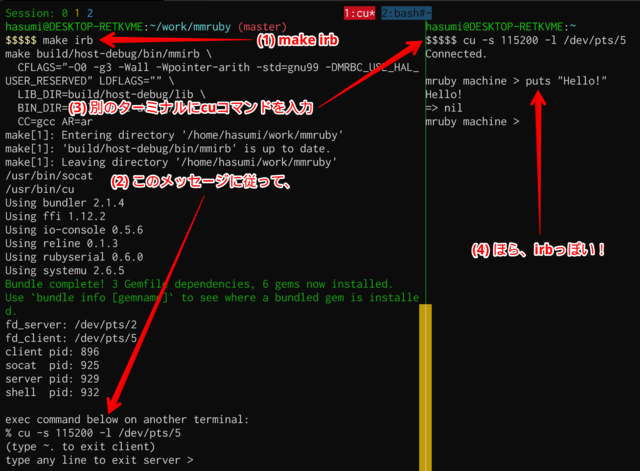 Session: 0 1 2
1:cu* 2:bash#-
hasumi@DESKTOP-RETKVME:~/work/mmruby (master)
$$$$$ make irb
(1) make irb
make build/host-debug/bin/mmirb \
CFLAGS="-O0 -g3 -Wall -Wpointer-arith -std=gnu99 -DMRBC_USE_HAL_
USER_RESERVED" LDFLAGS="" \
LIB_DIR=build/host-debug/lib \
BIN_DIR=
(3) 別のターミナルにcuコマンドを入力
CC=gcc AR=ar
make[1]: Entering directory '/home/hasumi/work/mmruby'
make[1]: 'build/host-debug/bin/mmirb' is up to date.
make[1]: Leaving directory '/home/hasumi/work/mmruby'
/usr/bin/socat
/usr/bin/cu
(2) このメッセージに従って、
Using bundler 2.1.4
Using ffi 1.12.2
Using io-console 0.5.6
Using reline 0.1.3
Using rubyserial 0.6.0
Using systemu 2.6.5
Bundle complete! 3 Gemfile dependencies, 6 gems now installed.
Use `bundle info [gemname]` to see where a bundled gem is installe
d.
fd_server: /dev/pts/2
fd_client: /dev/pts/5
client pid: 896
socat  pid: 925
server pid: 929
shell  pid: 932
exec command below on another terminal:
% cu -s 115200 -l /dev/pts/5
(type ~. to exit client)
type any line to exit server >
hasumi@DESKTOP-RETKVME:~
$$$$$ cu -s 115200 -l /dev/pts/5
Connected.
mruby machine > puts "Hello!"
Hello!
=> nil
mruby machine >
(4) ほら、irbっぽい！